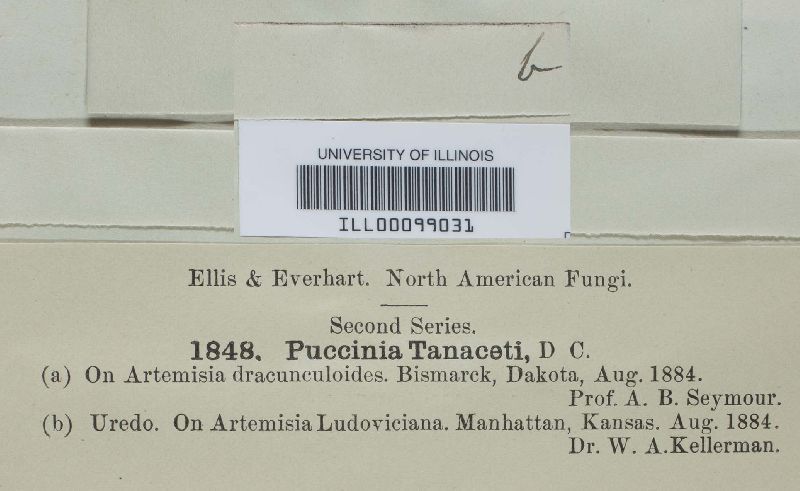 b
UNIVERSITY OF ILLINOIS
ILL00099031
Ellis & Everhart. North American Fungi.
Second Series.
1848. Puccinia Tanaceti, D C.
(a) On Artemisia dracunculoides. Bismarck, Dakota, Aug. 1884.
Prof. A. B. Seymour.
(b) Uredo. On Artemisia Ludoviciana. Manhattan, Kansas. Aug. 1884.
Dr. W. A. Kellerman.